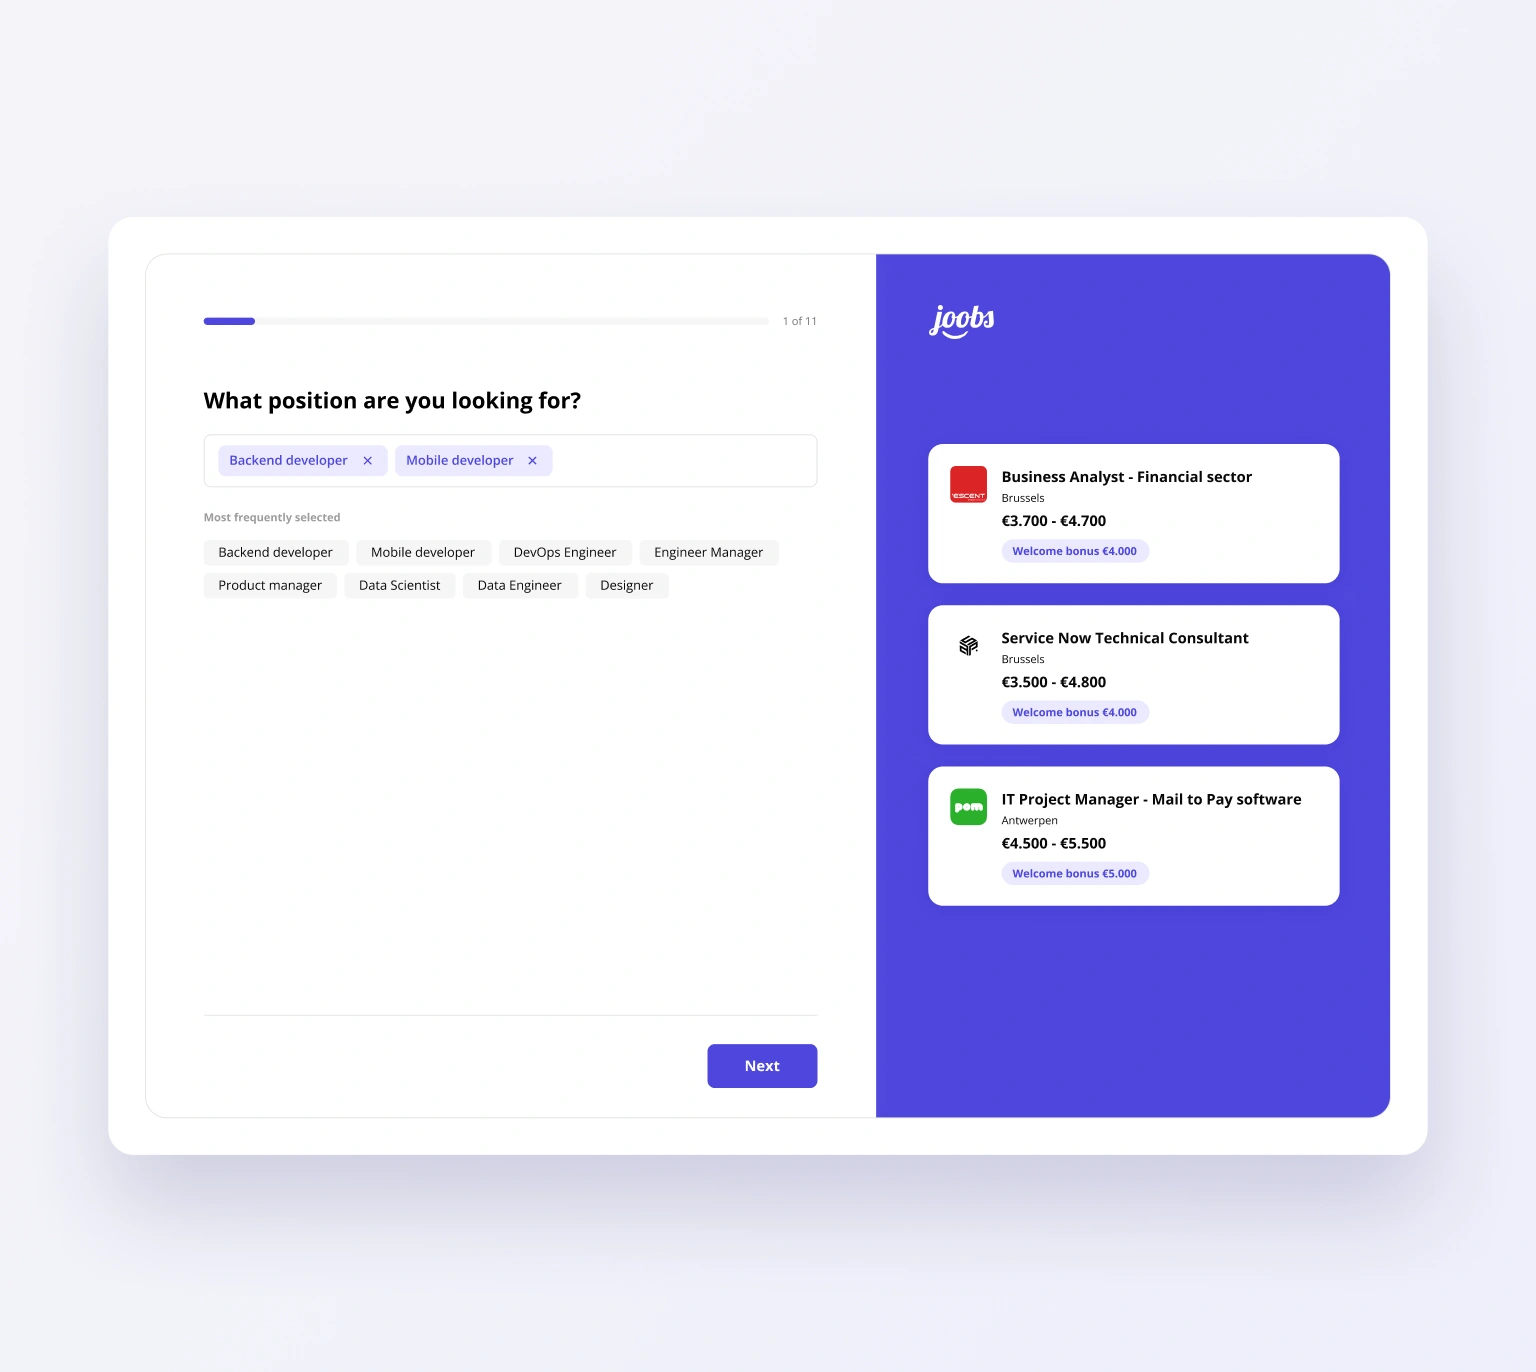 1 of 11
What position are you looking for?
Backend developer ✕ Mobile developer ✕
Most frequently selected
Backend developer Mobile developer DevOps Engineer Engineer Manager
Product manager Data Scientist Data Engineer Designer
Next
joobs
ESCENT
Business Analyst - Financial sector
Brussels
€3.700 - €4.700
Welcome bonus €4.000
Service Now Technical Consultant
Brussels
€3.500 - €4.800
Welcome bonus €4.000
pom
IT Project Manager - Mail to Pay software
Antwerpen
€4.500 - €5.500
Welcome bonus €5.000